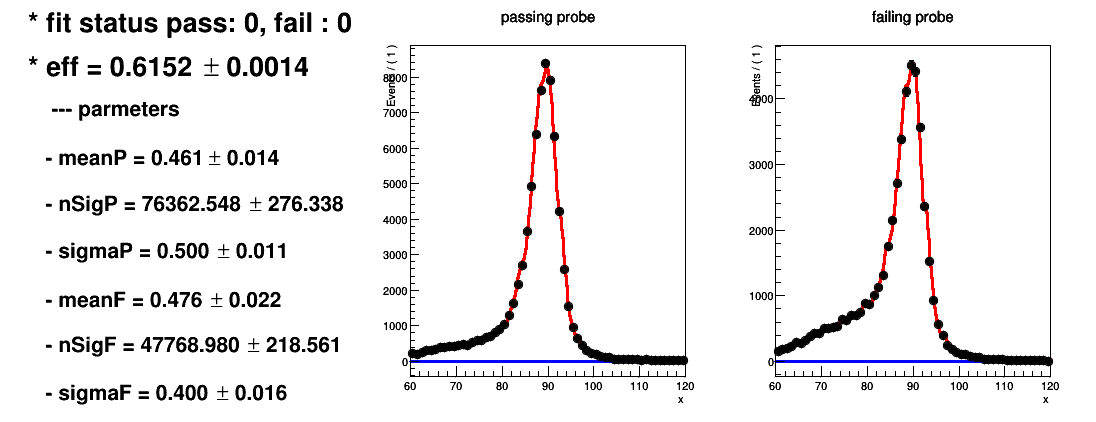 * fit status pass: 0, fail : 0
* eff = 0.6152 ± 0.0014
--- parmeters
- meanP = 0.461 ± 0.014
- nSigP = 76362.548 ± 276.338
- sigmaP = 0.500 ± 0.011
- meanF = 0.476 ± 0.022
- nSigF = 47768.980 ± 218.561
- sigmaF = 0.400 ± 0.016
passing probe
Events / ( 1 )
8000
7000
6000
5000
4000
3000
2000
1000
0
60 70 80 90 100 110 120
x
failing probe
Events / ( 1 )
4000
3000
2000
1000
0
60 70 80 90 100 110 120
x